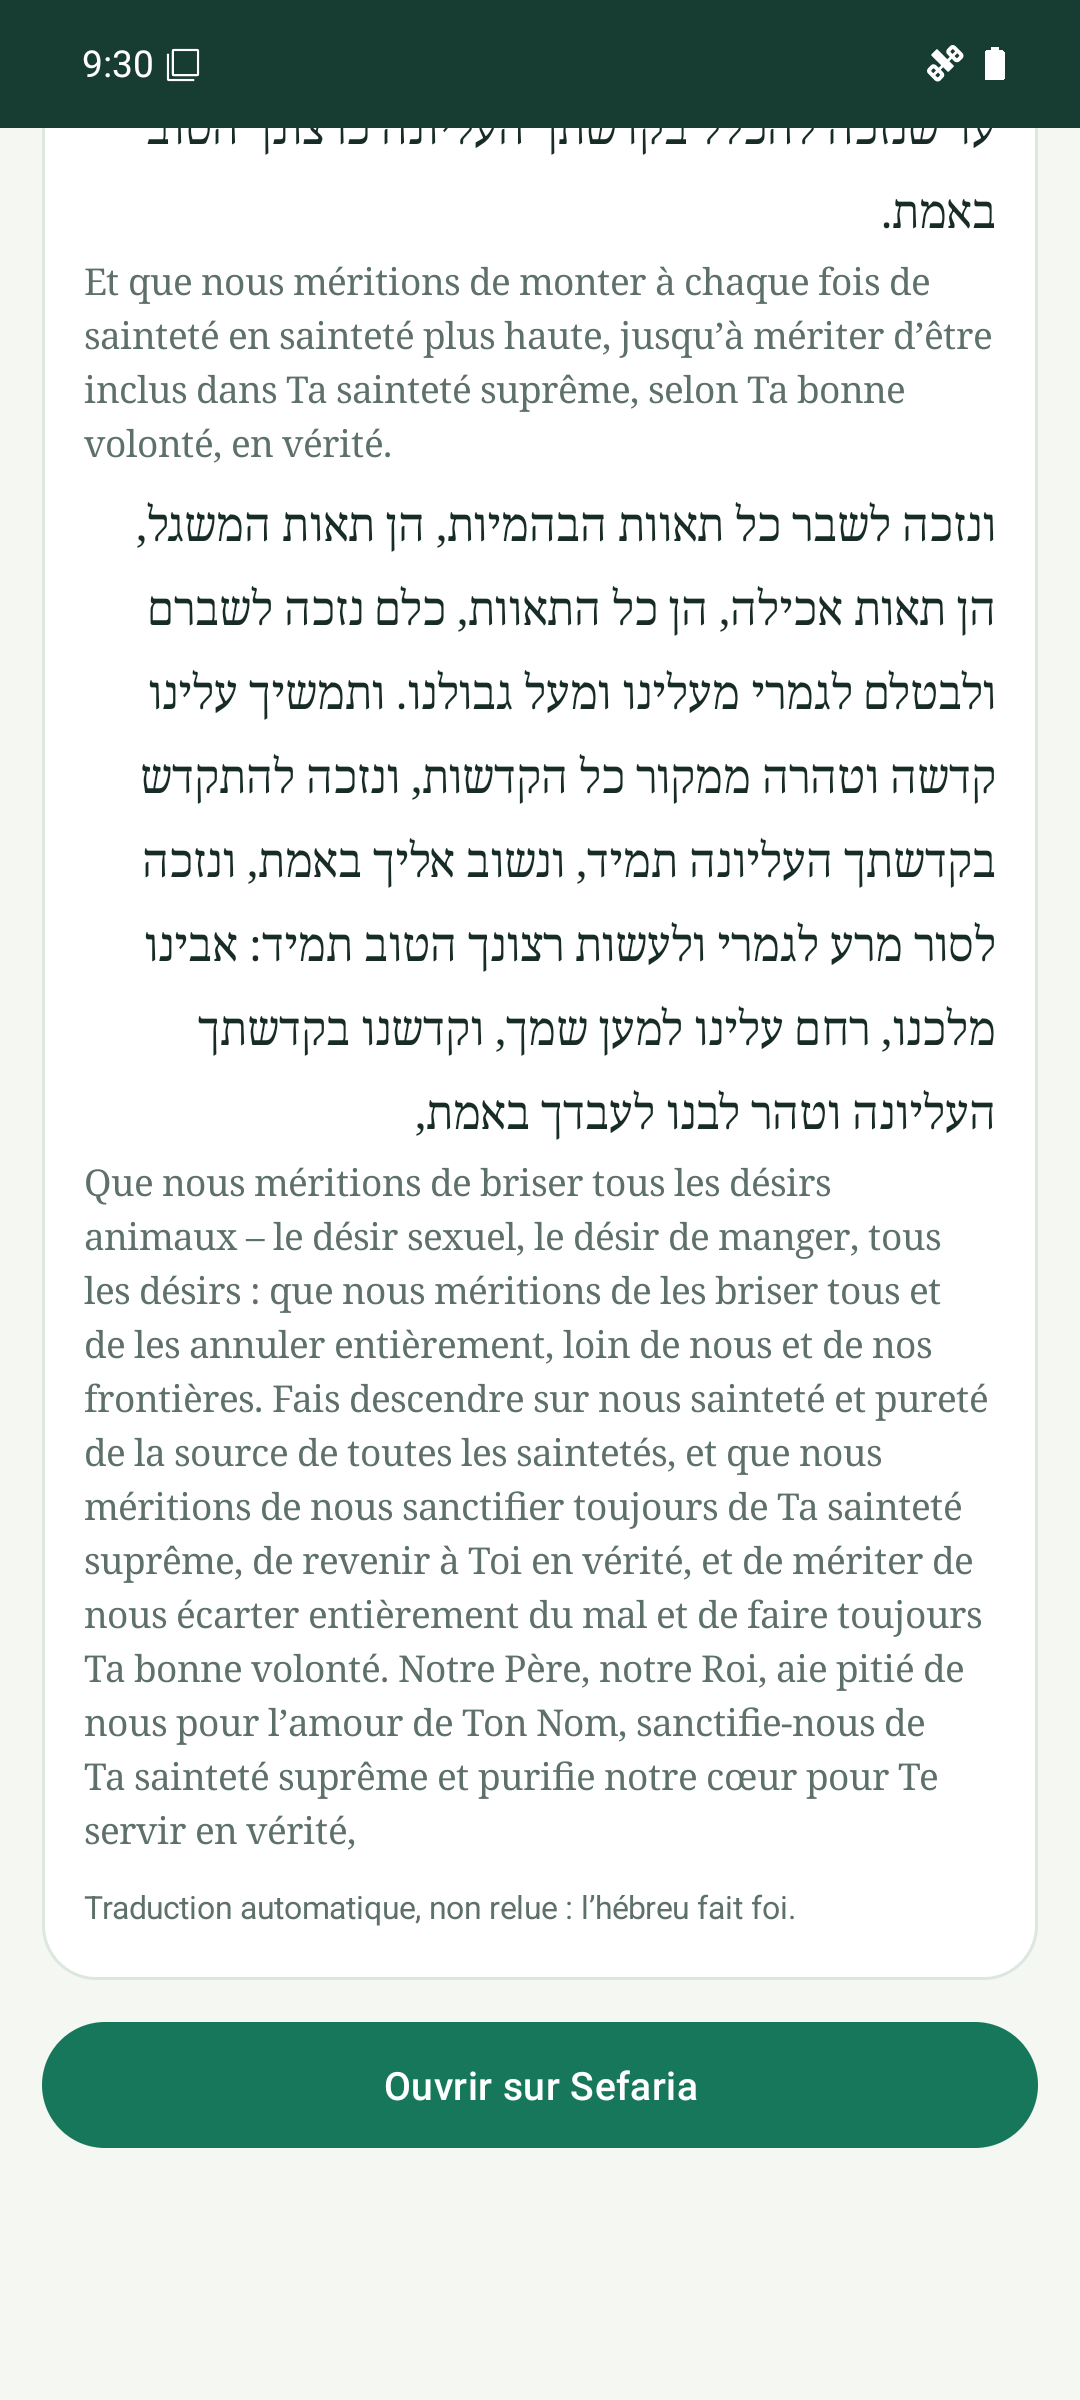 9:30
עד שנזכה להכלל בקדשתך העליונה כרצונך הטוב
באמת.
Et que nous méritions de monter à chaque fois de
sainteté en sainteté plus haute, jusqu’à mériter d’être
inclus dans Ta sainteté suprême, selon Ta bonne
volonté, en vérité.
ונזכה לשבר כל תאוות הבהמיות, הן תאות המשגל,
הן תאות אכילה, הן כל התאוות, כלם נזכה לשברם
ולבטלם לגמרי מעלינו ומעל גבולנו. ותמשיך עלינו
קדשה וטהרה ממקור כל הקדשות, ונזכה להתקדש
בקדשתך העליונה תמיד, ונשוב אליך באמת, ונזכה
לסור מרע לגמרי ולעשות רצונך הטוב תמיד: אבינו
מלכנו, רחם עלינו למען שמך, וקדשנו בקדשתך
העליונה וטהר לבנו לעבדך באמת,
Que nous méritions de briser tous les désirs
animaux – le désir sexuel, le désir de manger, tous
les désirs : que nous méritions de les briser tous et
de les annuler entièrement, loin de nous et de nos
frontières. Fais descendre sur nous sainteté et pureté
de la source de toutes les saintetés, et que nous
méritions de nous sanctifier toujours de Ta sainteté
suprême, de revenir à Toi en vérité, et de mériter de
nous écarter entièrement du mal et de faire toujours
Ta bonne volonté. Notre Père, notre Roi, aie pitié de
nous pour l’amour de Ton Nom, sanctifie-nous de
Ta sainteté suprême et purifie notre cœur pour Te
servir en vérité,
Traduction automatique, non relue : l’hébreu fait foi.
Ouvrir sur Sefaria